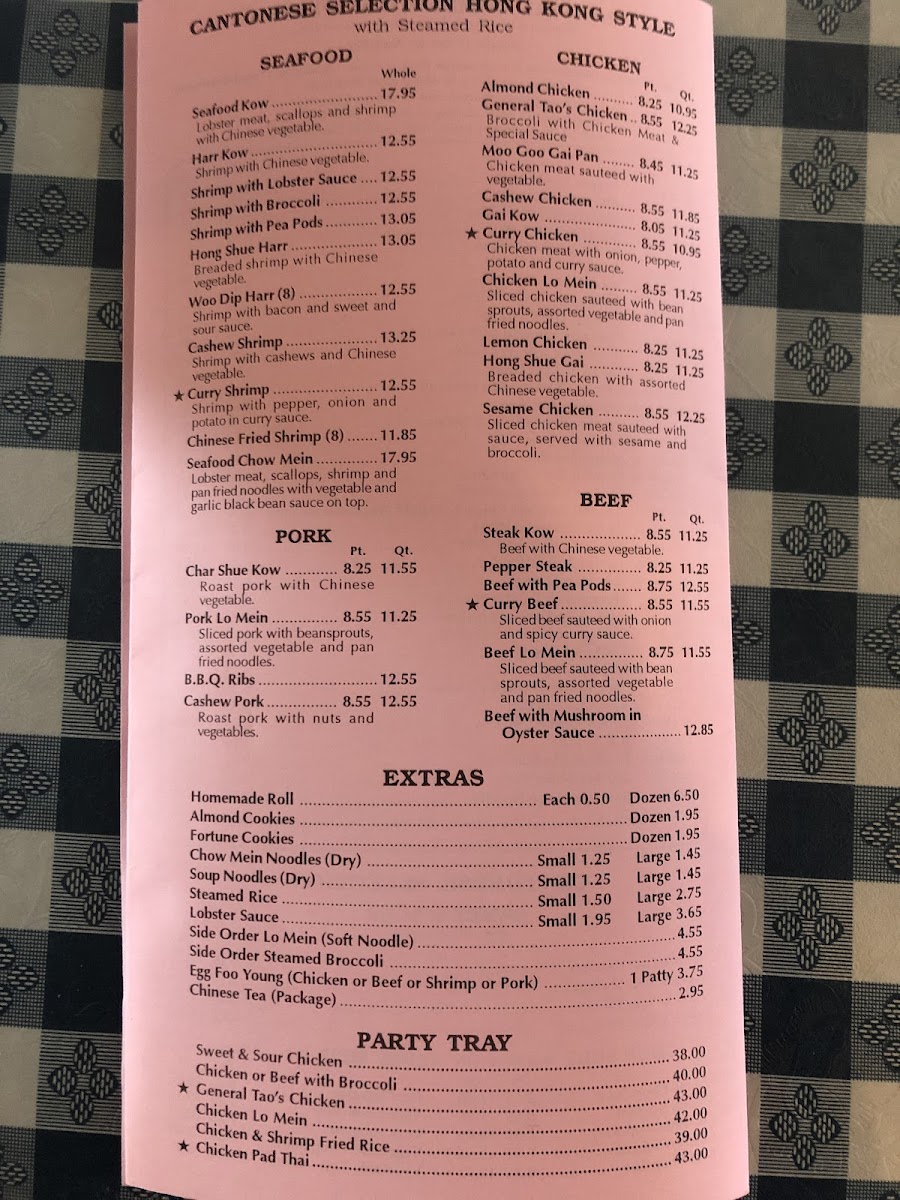 CANTONESE SELECTION HONG KONG STYLE
with Steamed Rice
SEAFOOD
Whole
Seafood Kow ........................ 17.95
Lobster meat, scallops and shrimp
with Chinese vegetable.
Harr Kow ............................ 12.55
Shrimp with Chinese vegetable.
Shrimp with Lobster Sauce .... 12.55
Shrimp with Broccoli ............ 12.55
Shrimp with Pea Pods ............ 13.05
Hong Shue Harr .................... 13.05
Breaded shrimp with Chinese
vegetable.
Woo Dip Harr (8) .................. 12.55
Shrimp with bacon and sweet and
sour sauce.
Cashew Shrimp ..................... 13.25
Shrimp with cashews and Chinese
vegetable.
★ Curry Shrimp ........................ 12.55
Shrimp with pepper, onion and
potato in curry sauce.
Chinese Fried Shrimp (8) ....... 11.85
Seafood Chow Mein .............. 17.95
Lobster meat, scallops, shrimp and
pan fried noodles with vegetable and
garlic black bean sauce on top.
PORK
Pt. Qt.
Char Shue Kow ............ 8.25 11.55
Roast pork with Chinese
vegetable.
Pork Lo Mein ............... 8.55 11.25
Sliced pork with beansprouts,
assorted vegetable and pan
fried noodles.
B.B.Q. Ribs ........................... 12.55
Cashew Pork ................ 8.55 12.55
Roast pork with nuts and
vegetables.
CHICKEN
Pt. Qt.
Almond Chicken .......... 8.25 10.95
General Tao's Chicken .. 8.55 12.25
Broccoli with Chicken Meat &
Special Sauce
Moo Goo Gai Pan ........ 8.45 11.25
Chicken meat sauteed with
vegetable.
Cashew Chicken ........... 8.55 11.85
Gai Kow ...................... 8.05 11.25
★ Curry Chicken ............. 8.55 10.95
Chicken meat with onion, pepper,
potato and curry sauce.
Chicken Lo Mein ......... 8.55 11.25
Sliced chicken sauteed with bean
sprouts, assorted vegetable and pan
fried noodles.
Lemon Chicken ........... 8.25 11.25
Hong Shue Gai ............ 8.25 11.25
Breaded chicken with assorted
Chinese vegetable.
Sesame Chicken .......... 8.55 12.25
Sliced chicken meat sauteed with
sauce, served with sesame and
broccoli.
BEEF
Pt. Qt.
Steak Kow .................... 8.55 11.25
Beef with Chinese vegetable.
Pepper Steak ................ 8.25 11.25
Beef with Pea Pods ....... 8.75 12.55
★ Curry Beef .................... 8.55 11.55
Sliced beef sauteed with onion
and spicy curry sauce.
Beef Lo Mein ................ 8.75 11.55
Sliced beef sauteed with bean
sprouts, assorted vegetable
and pan fried noodles.
Beef with Mushroom in
Oyster Sauce .................... 12.85
EXTRAS
Homemade Roll .................... Each 0.50 Dozen 6.50
Almond Cookies .................... Dozen 1.95
Fortune Cookies .................... Dozen 1.95
Chow Mein Noodles (Dry) .................... Small 1.25 Large 1.45
Soup Noodles (Dry) .................... Small 1.25 Large 1.45
Steamed Rice .................... Small 1.50 Large 2.75
Lobster Sauce .................... Small 1.95 Large 3.65
Side Order Lo Mein (Soft Noodle) .................... 4.55
Side Order Steamed Broccoli .................... 4.55
Egg Foo Young (Chicken or Beef or Shrimp or Pork) ................ 1 Patty 3.75
Chinese Tea (Package) .................... 2.95
PARTY TRAY
Sweet & Sour Chicken .................... 38.00
Chicken or Beef with Broccoli .................... 40.00
★ General Tao's Chicken .................... 43.00
Chicken Lo Mein .................... 42.00
Chicken & Shrimp Fried Rice .................... 39.00
★ Chicken Pad Thai .................... 43.00